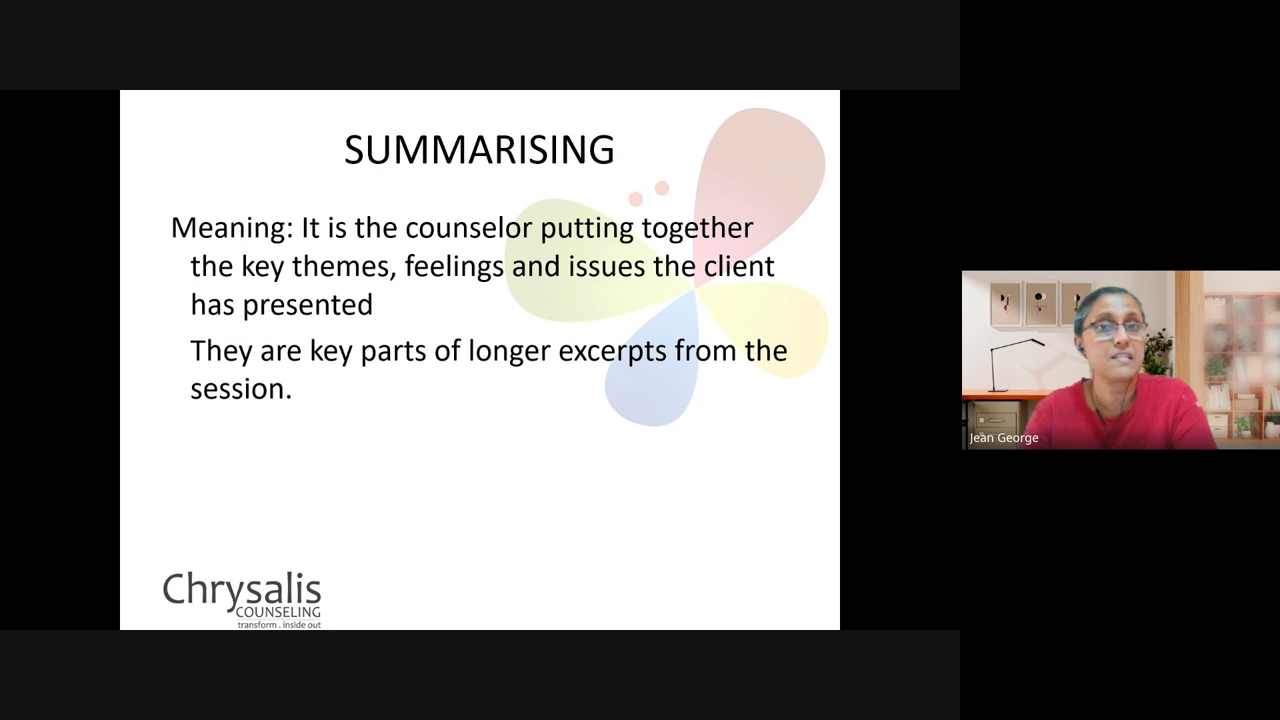 SUMMARISING
Meaning: It is the counselor putting together
the key themes, feelings and issues the client
has presented
They are key parts of longer excerpts from the
session.
Chrysalis
COUNSELING
transform . inside out
Jean George